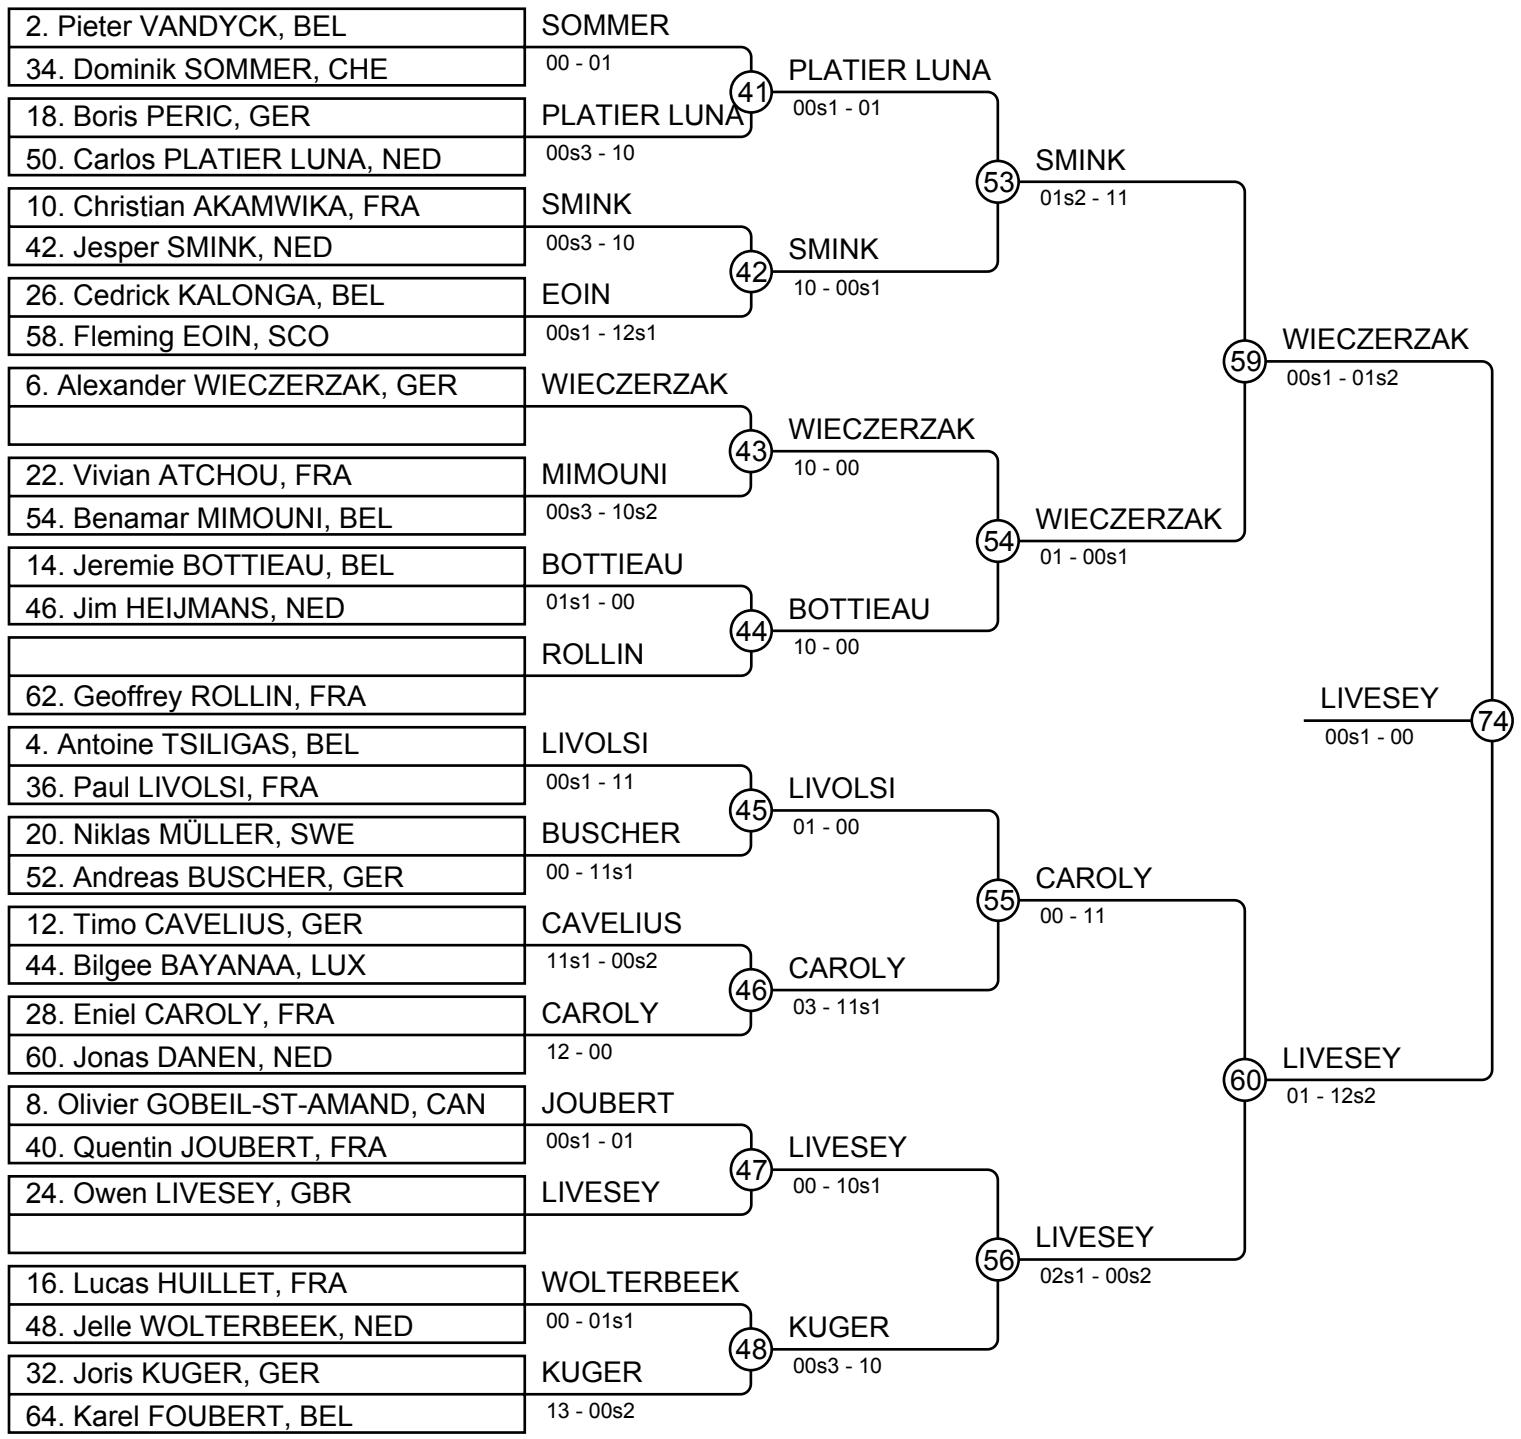 2. Pieter VANDYCK, BEL
34. Dominik SOMMER, CHE
18. Boris PERIC, GER
50. Carlos PLATIER LUNA, NED
10. Christian AKAMWIKA, FRA
42. Jesper SMINK, NED
26. Cedrick KALONGA, BEL
58. Fleming EOIN, SCO
6. Alexander WIECZERZAK, GER
22. Vivian ATCHOU, FRA
54. Benamar MIMOUNI, BEL
14. Jeremie BOTTIEAU, BEL
46. Jim HEIJMANS, NED
62. Geoffrey ROLLIN, FRA
4. Antoine TSILIGAS, BEL
36. Paul LIVOLSI, FRA
20. Niklas MÜLLER, SWE
52. Andreas BUSCHER, GER
12. Timo CAVELIUS, GER
44. Bilgee BAYANAA, LUX
28. Eniel CAROLY, FRA
60. Jonas DANEN, NED
8. Olivier GOBEIL-ST-AMAND, CAN
40. Quentin JOUBERT, FRA
24. Owen LIVESEY, GBR
16. Lucas HUILLET, FRA
48. Jelle WOLTERBEEK, NED
32. Joris KUGER, GER
64. Karel FOUBERT, BEL
SOMMER
00 - 01
PLATIER LUNA
00s3 - 10
SMINK
00s3 - 10
EOIN
00s1 - 12s1
WIECZERZAK
MIMOUNI
00s3 - 10s2
BOTTIEAU
01s1 - 00
ROLLIN
LIVOLSI
00s1 - 11
BUSCHER
00 - 11s1
CAVELIUS
11s1 - 00s2
CAROLY
12 - 00
JOUBERT
00s1 - 01
LIVESEY
WOLTERBEEK
00 - 01s1
KUGER
13 - 00s2
41
42
43
44
45
46
47
48
PLATIER LUNA
00s1 - 01
SMINK
10 - 00s1
WIECZERZAK
10 - 00
BOTTIEAU
10 - 00
LIVOLSI
01 - 00
CAROLY
03 - 11s1
LIVESEY
00 - 10s1
KUGER
00s3 - 10
53
54
55
56
SMINK
01s2 - 11
WIECZERZAK
01 - 00s1
CAROLY
00 - 11
LIVESEY
02s1 - 00s2
59
60
WIECZERZAK
00s1 - 01s2
LIVESEY
01 - 12s2
LIVESEY
00s1 - 00
74